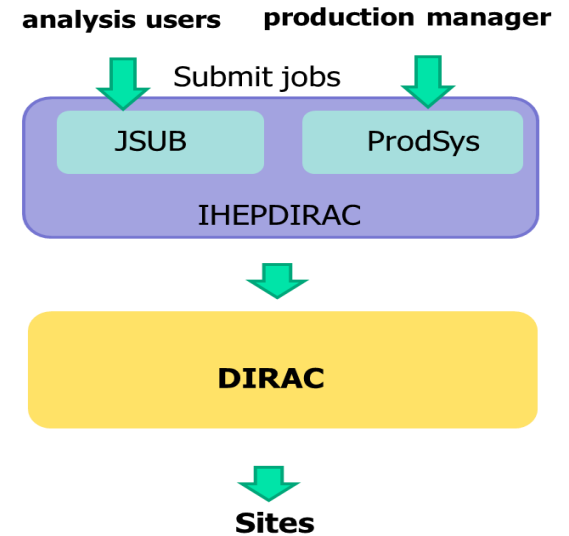 analysis users
production manager
Submit jobs
JSUB
ProdSys
IHEPDIRAC
DIRAC
Sites